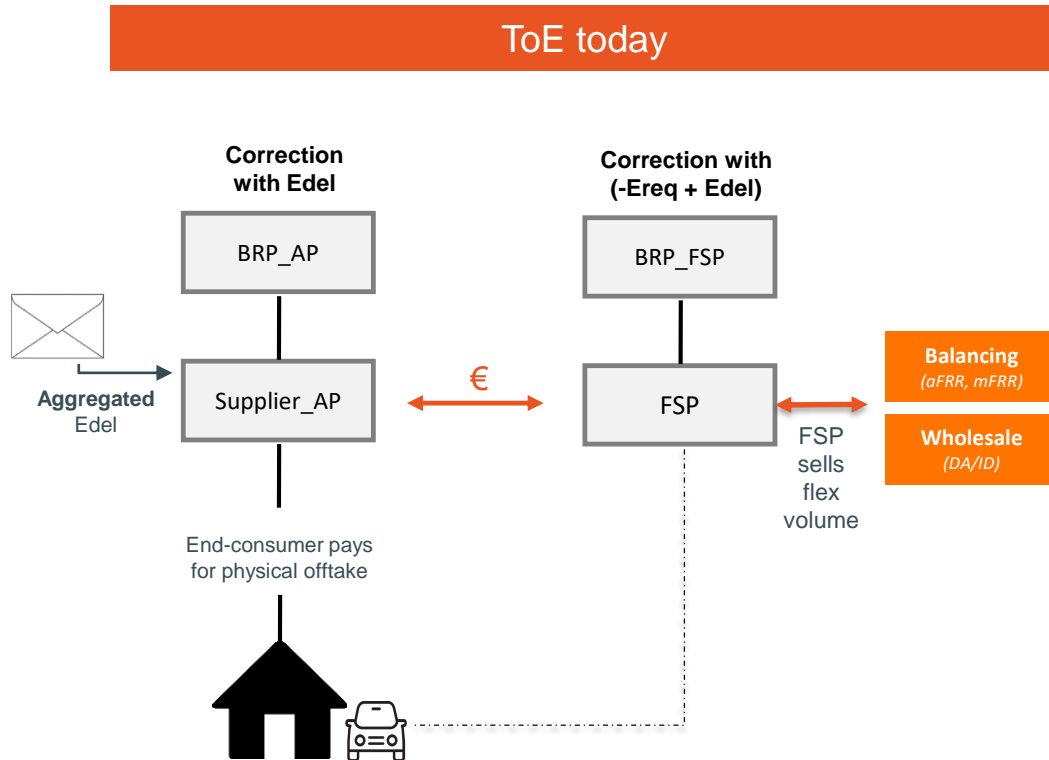 ToE today
Correction
with Edel
Correction with
(-Ereq + Edel)
BRP_AP
BRP_FSP
Aggregated
Edel
Supplier_AP
€
FSP
FSP
sells
flex
volume
Balancing
(aFRR, mFRR)
Wholesale
(DA/ID)
End-consumer pays
for physical offtake